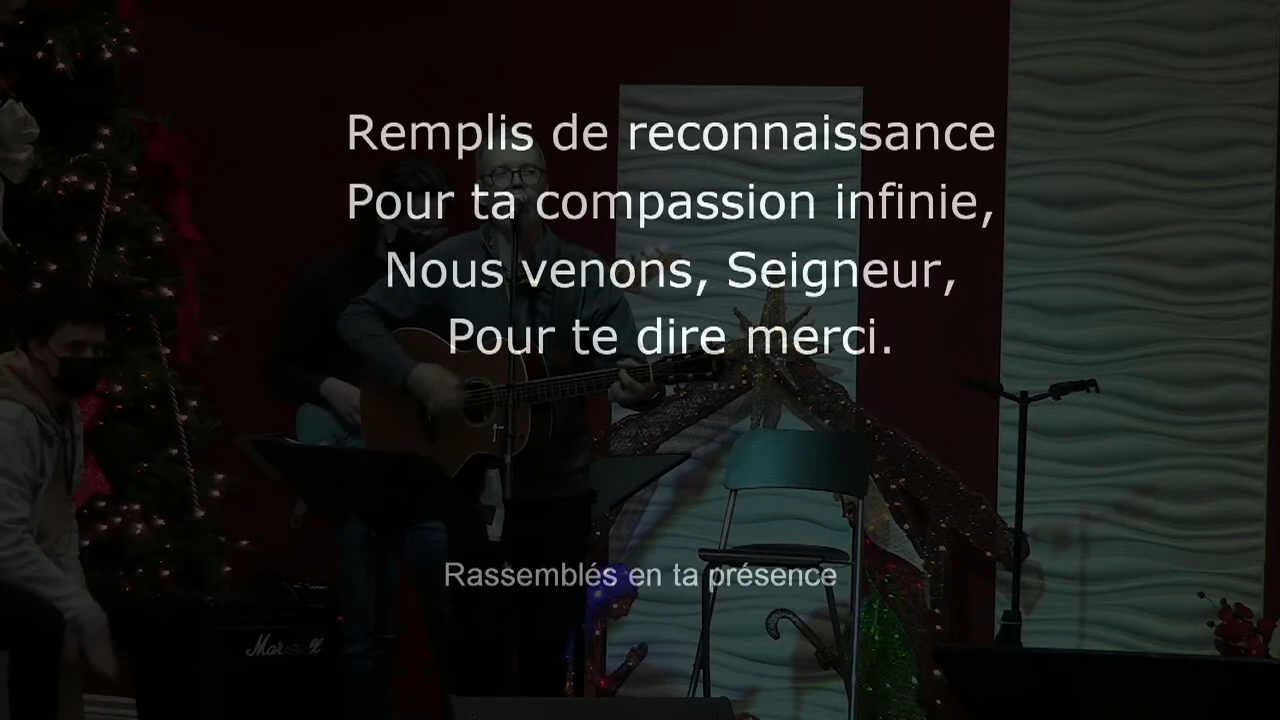 Remplis de reconnaissance
Pour ta compassion infinie,
Nous venons, Seigneur,
Pour te dire merci.
Rassemblés en ta présence